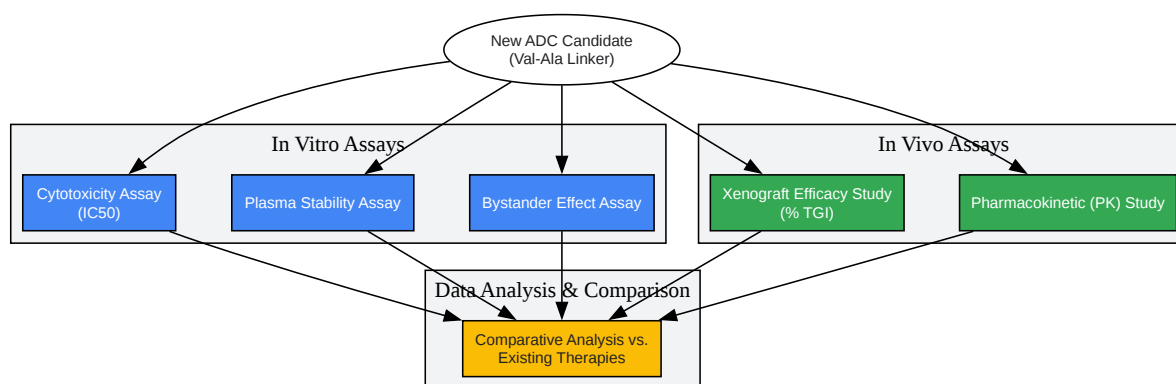 New ADC Candidate
(Val-Ala Linker)
In Vitro Assays
In Vivo Assays
Cytotoxicity Assay
(IC50)
Plasma Stability Assay
Bystander Effect Assay
Xenograft Efficacy Study
(% TGI)
Pharmacokinetic (PK) Study
Data Analysis & Comparison
Comparative Analysis vs.
Existing Therapies